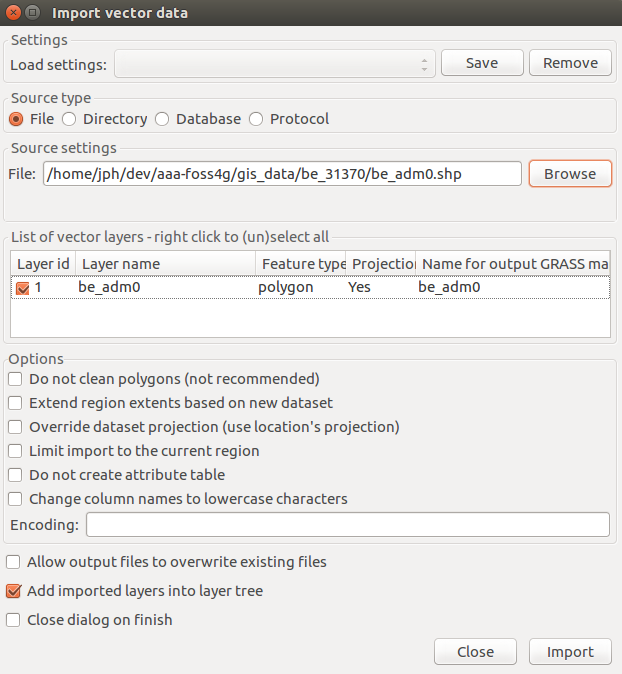 Import vector data
Settings
Load settings: Save Remove
Source type
File Directory Database Protocol
Source settings
File: /home/jph/dev/aaa-foss4g/gis_data/be_31370/be_adm0.shp Browse
List of vector layers - right click to (un)select all
Layer id Layer name Feature type Projection Name for output GRASS ma
1 be_adm0 polygon Yes be_adm0
Options
Do not clean polygons (not recommended)
Extend region extents based on new dataset
Override dataset projection (use location's projection)
Limit import to the current region
Do not create attribute table
Change column names to lowercase characters
Encoding:
Allow output files to overwrite existing files
Add imported layers into layer tree
Close dialog on finish
Close Import